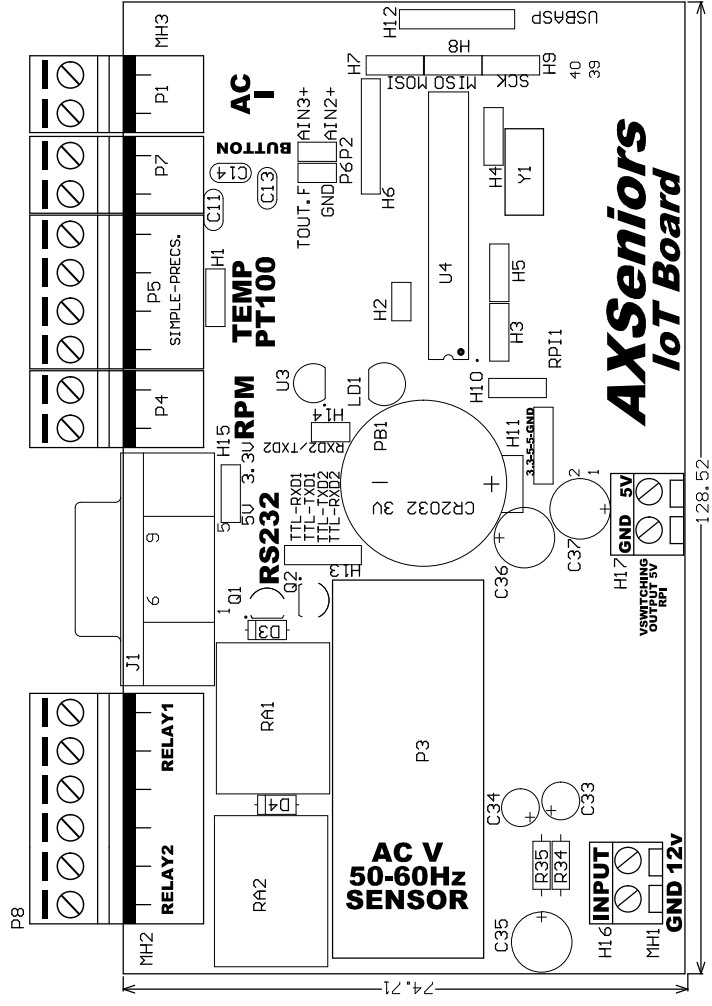 H12
USBASP
MH3
H7
H8
H9
MOSI
MISO
SCK
40
39
P1
AC
I
AIN3+
AIN2+
BUTTON
P2
P6
P7
C14
C13
C11
TOUT.F
GND
H6
H4
Y1
P5
SIMPLE-PRECS.
H1
TEMP
PT100
H2
U4
H5
H3
AXSeniors
IoT Board
P4
RPM
U3
LD1
H14
RXD2/TXD2
H10
RPI1
H15
3.3V
5V
5
PB1
CR2032 3V
+
H11
3.3-5-5-GND
9
6
1
J1
RS232
TTL-RXD1
TTL-TXD1
TTL-TXD2
TTL-RXD2
H13
Q1
Q2
D3
C36
+
C37
+
2
1
GND 5V
H17
VSWITCHING
OUTPUT 5V
RPI
128.52
RELAY1
RELAY2
P8
MH2
RA1
D4
RA2
P3
AC V
50-60Hz
SENSOR
C34
+
C33
+
R35
R34
C35
+
INPUT
H16
MH1
GND 12v
74.71